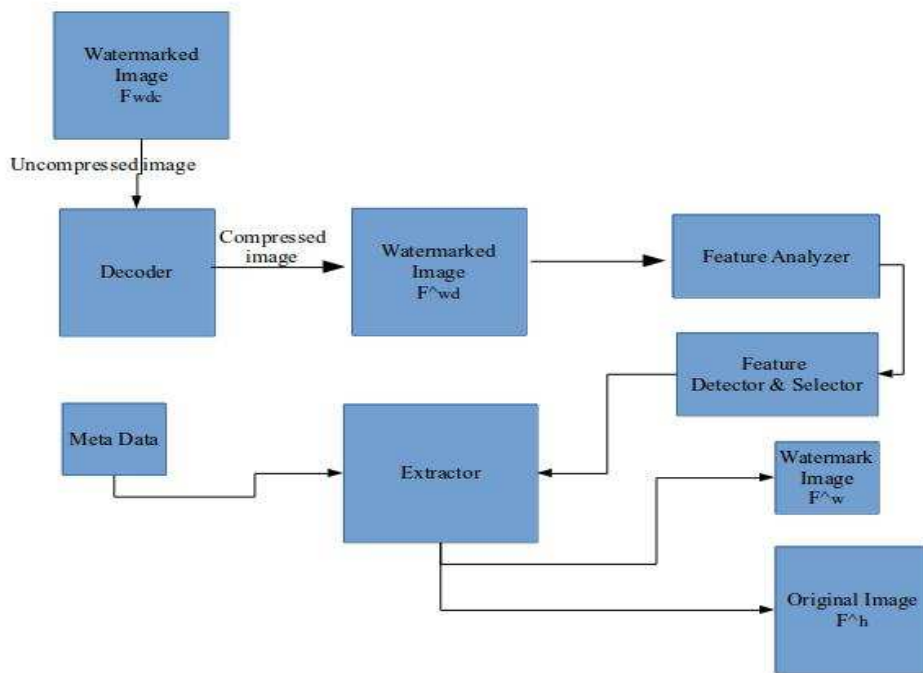 Watermarked
Image
Fwdc
Uncompressed image
Decoder
Compressed
image
Watermarked
Image
F^wd
Feature Analyzer
Feature
Detector & Selector
Meta Data
Extractor
Watermark
Image
F^w
Original Image
F^h